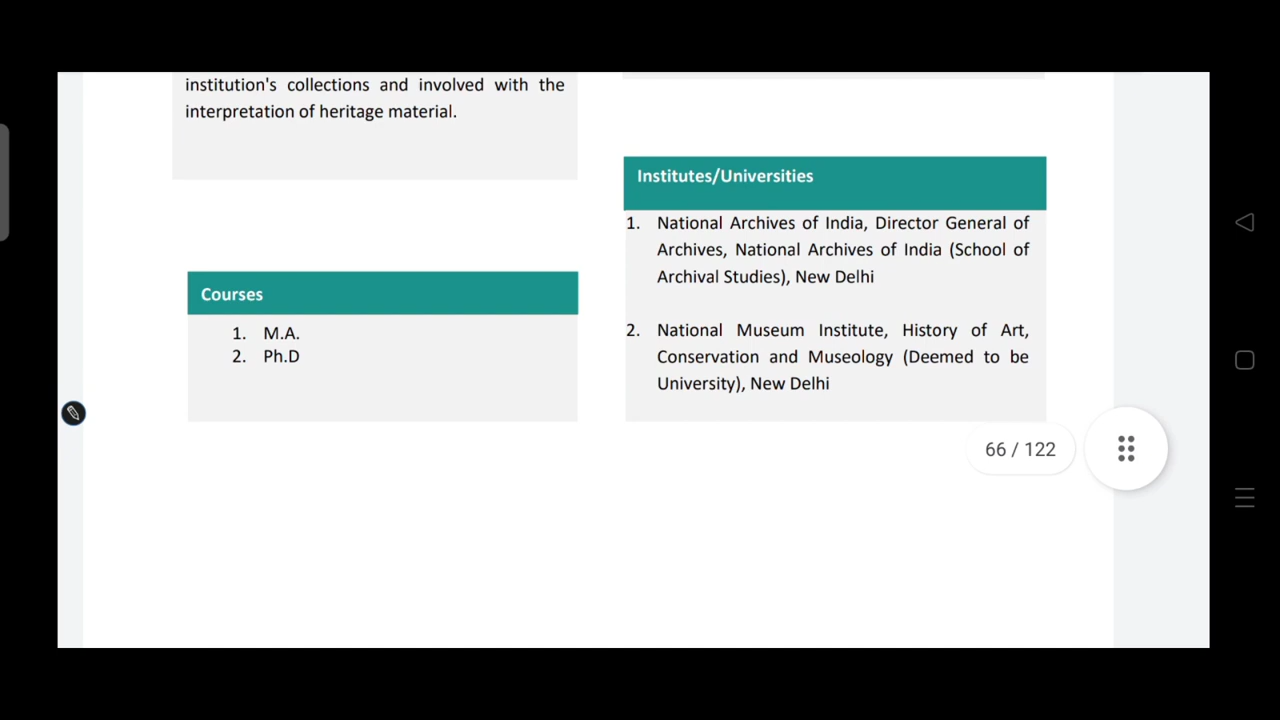 institution's collections and involved with the
interpretation of heritage material.
Courses
1. M.A.
2. Ph.D
Institutes/Universities
1. National Archives of India, Director General of
Archives, National Archives of India (School of
Archival Studies), New Delhi
2. National Museum Institute, History of Art,
Conservation and Museology (Deemed to be
University), New Delhi
66 / 122